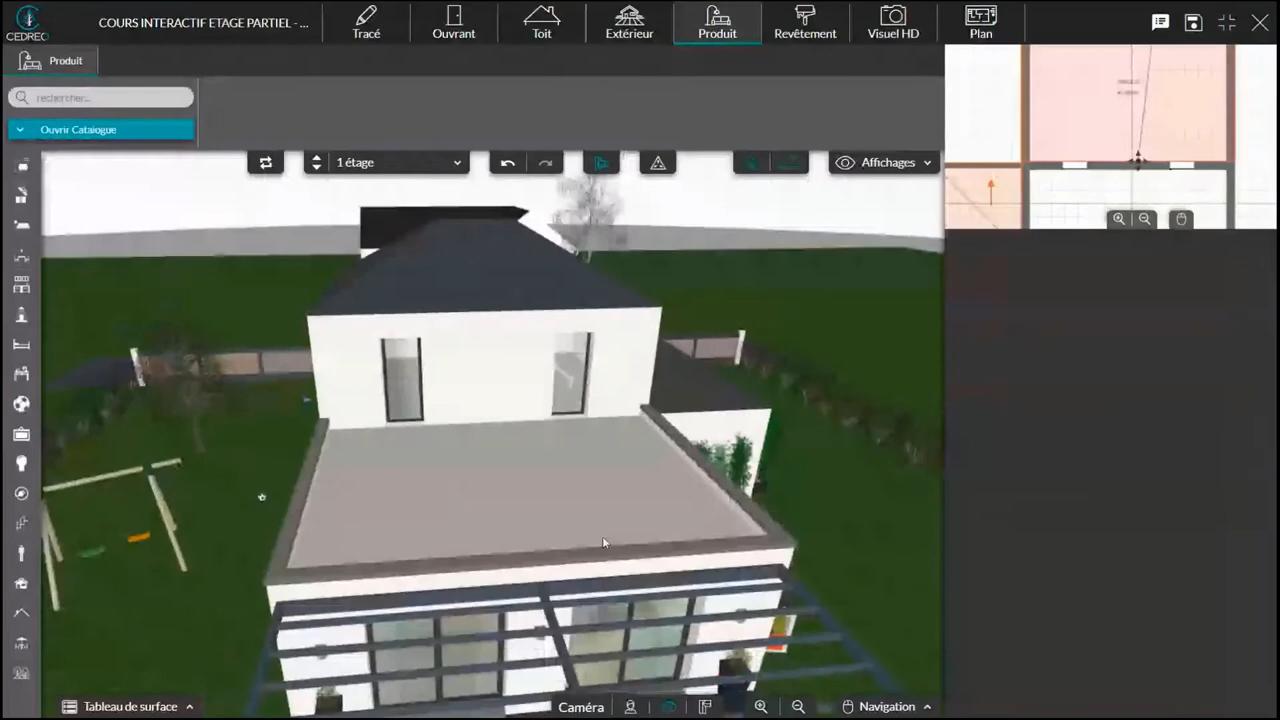 CEDREO
COURS INTERACTIF ETAGE PARTIEL - ...
Tracé
Ouvrant
Toit
Extérieur
Produit
Revêtement
Visuel HD
Plan
Produit
rechercher...
Ouvrir Catalogue
1 étage
Affichages
Tableau de surface
Caméra
Navigation